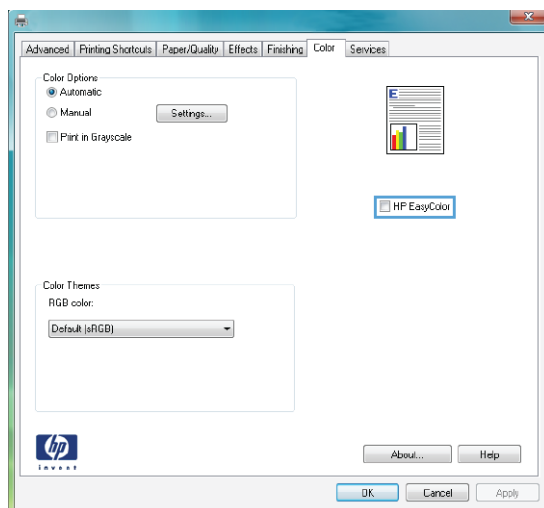 Advanced Printing Shortcuts Paper/Quality Effects Finishing Color Services
Color Options
Automatic
Manual Settings...
Print in Grayscale
E
HP EasyColor
Color Themes
RGB color:
Default (sRGB)
hp
invent
About... Help
OK Cancel Apply